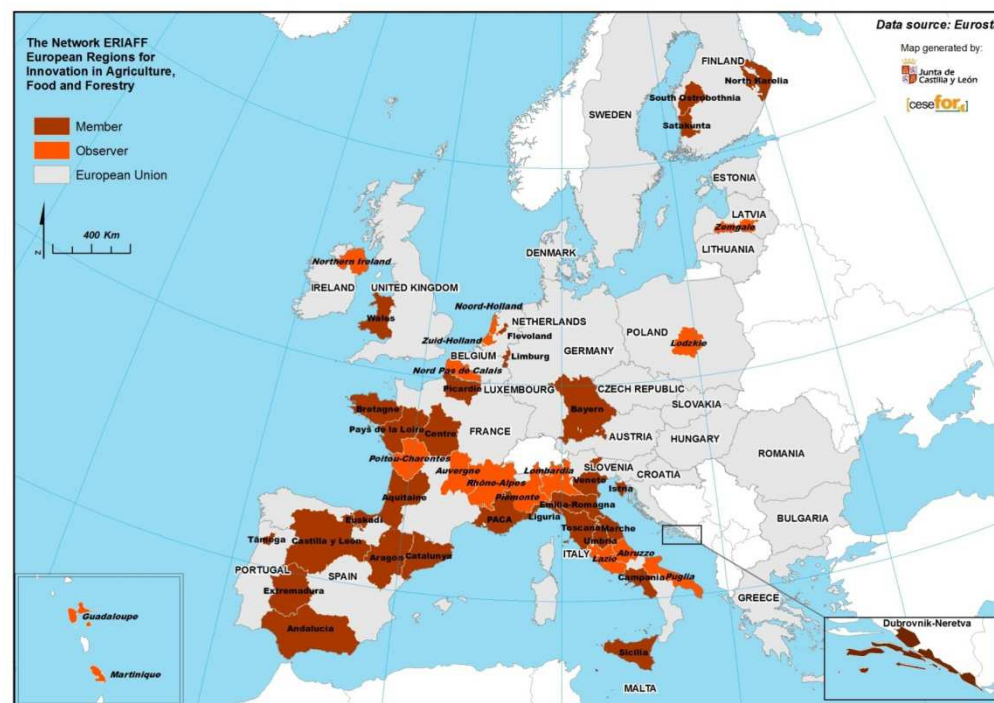 The Network ERIAFF
European Regions for
Innovation in Agriculture,
Food and Forestry
Member
Observer
European Union
400 Km
N
Data source: Eurost
Map generated by:
Junta de
Castilla y León
[cesefor]
FINLAND
North Karelia
South Ostrobothnia
Satakunta
SWEDEN
ESTONIA
LATVIA
Zemgale
LITHUANIA
DENMARK
Northern Ireland
IRELAND
UNITED KINGDOM
Wales
Noord-Holland
NETHERLANDS
Flevoland
Zuid-Holland
Limburg
BELGIUM
Nord Pas de Calais
Picardie
LUXEMBOURG
GERMANY
POLAND
Lodzkie
CZECH REPUBLIC
SLOVAKIA
Bayern
AUSTRIA
HUNGARY
ROMANIA
Bretagne
Pays de la Loire
Centre
FRANCE
Poitou-Charentes
Auvergne
Rhône-Alpes
Lombardia
SLOVENIA
CROATIA
Veneto
Istria
Piemonte
Emilia-Romagna
Aquitaine
PACA
Liguria
BULGARIA
Toscana
Marche
Umbria
Euskadi
Támega
Castilla y León
Aragón
Catalunya
ITALY
Lazio
Abruzzo
Campania
Puglia
PORTUGAL
SPAIN
Extremadura
Andalucía
GREECE
Sicilia
MALTA
Guadaloupe
Martinique
Dubrovnik-Neretva